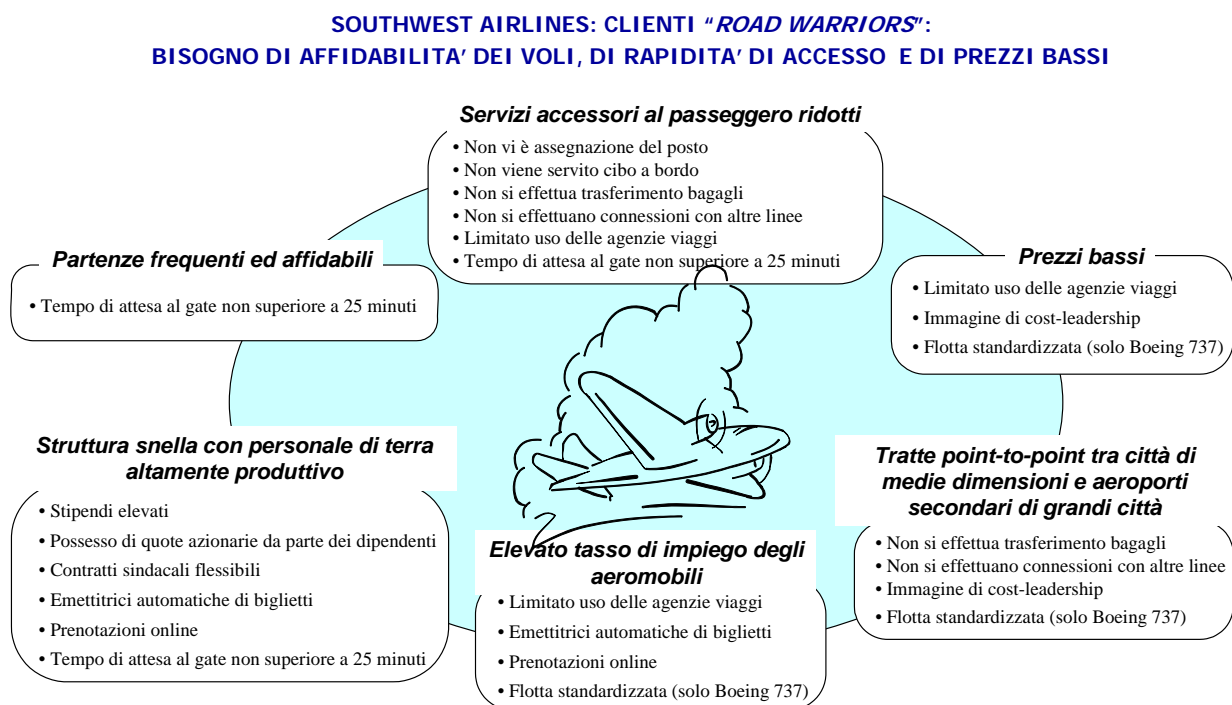 SOUTHWEST AIRLINES: CLIENTI “ROAD WARRIORS”:
BISOGNO DI AFFIDABILITA’ DEI VOLI, DI RAPIDITA’ DI ACCESSO E DI PREZZI BASSI
Servizi accessori al passeggero ridotti
• Non vi è assegnazione del posto
• Non viene servito cibo a bordo
• Non si effettua trasferimento bagagli
• Non si effettuano connessioni con altre linee
• Limitato uso delle agenzie viaggi
• Tempo di attesa al gate non superiore a 25 minuti
Partenze frequenti ed affidabili
• Tempo di attesa al gate non superiore a 25 minuti
Prezzi bassi
• Limitato uso delle agenzie viaggi
• Immagine di cost-leadership
• Flotta standardizzata (solo Boeing 737)
Struttura snella con personale di terra
altamente produttivo
• Stipendi elevati
• Possesso di quote azionarie da parte dei dipendenti
• Contratti sindacali flessibili
• Emettitrici automatiche di biglietti
• Prenotazioni online
• Tempo di attesa al gate non superiore a 25 minuti
Elevato tasso di impiego degli
aeromobili
• Limitato uso delle agenzie viaggi
• Emettitrici automatiche di biglietti
• Prenotazioni online
• Flotta standardizzata (solo Boeing 737)
Tratte point-to-point tra città di
medie dimensioni e aeroporti
secondari di grandi città
• Non si effettua trasferimento bagagli
• Non si effettuano connessioni con altre linee
• Immagine di cost-leadership
• Flotta standardizzata (solo Boeing 737)